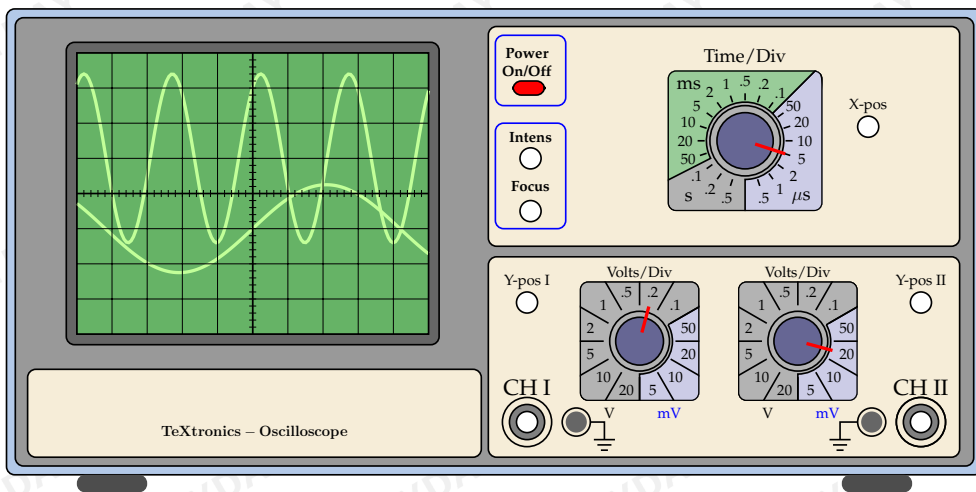 Power
On/Off
Intens
Focus
Time/Div
ms
.5
1
.2
2
.1
5
50
10
20
20
10
50
5
.1
2
.2
1
.5
.5
s
μs
X-pos
Y-pos I
Volts/Div
.5
.2
1
.1
2
50
5
20
10
10
20
5
V
mV
CH I
Volts/Div
.5
.2
1
.1
2
50
5
20
10
10
20
5
V
mV
Y-pos II
CH II
TeXtronics – Oscilloscope